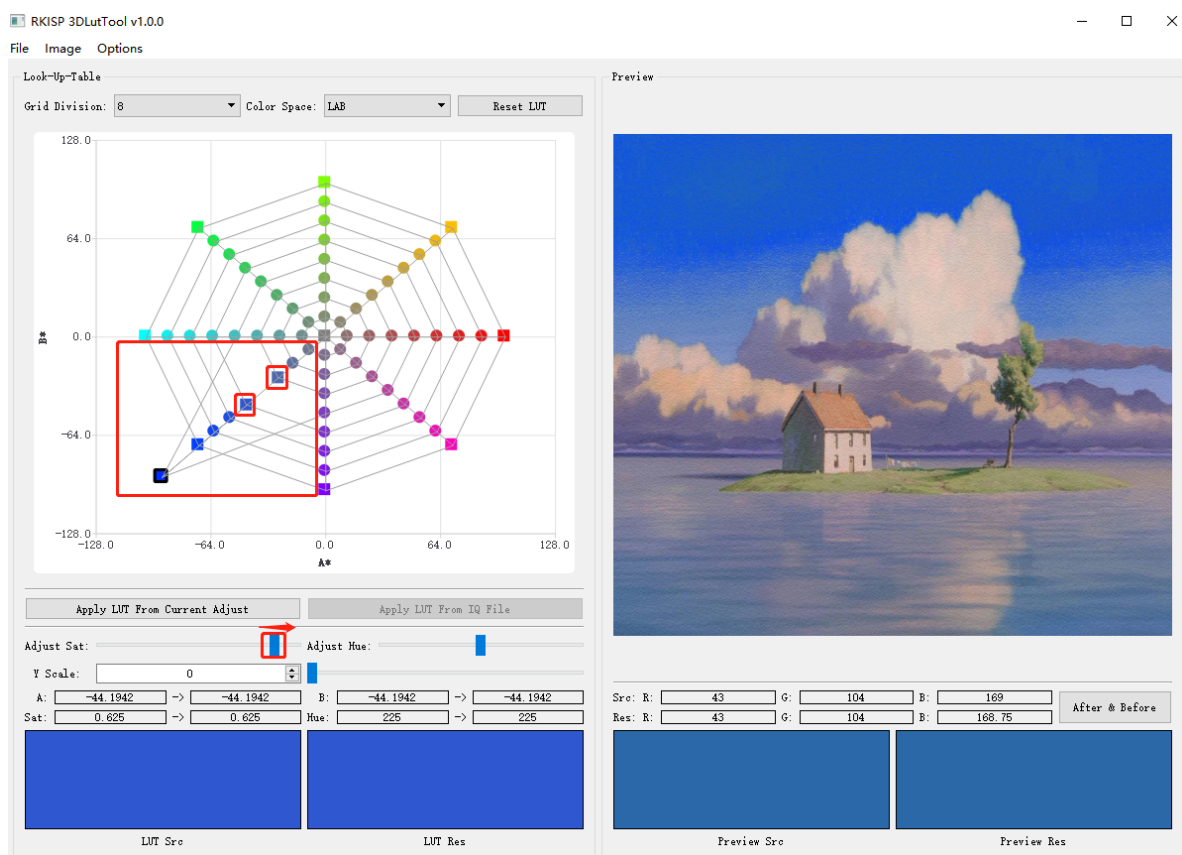 RKISP 3DLutTool v1.0.0
File Image Options
Look-Up-Table
Grid Division: 8 Color Space: LAB Reset LUT
128.0
64.0
0.0
-64.0
-128.0
B*
-128.0 -64.0 0.0 64.0 128.0
A*
Apply LUT From Current Adjust Apply LUT From IQ File
Adjust Sat: Adjust Hue:
Y Scale: 0
A: -44.1942 -> -44.1942 B: -44.1942 -> -44.1942
Sat: 0.625 -> 0.625 Hue: 225 -> 225
LUT Src LUT Res
Preview
Src: R: 43 G: 104 B: 169
Res: R: 43 G: 104 B: 168.75
After & Before
Preview Src Preview Res